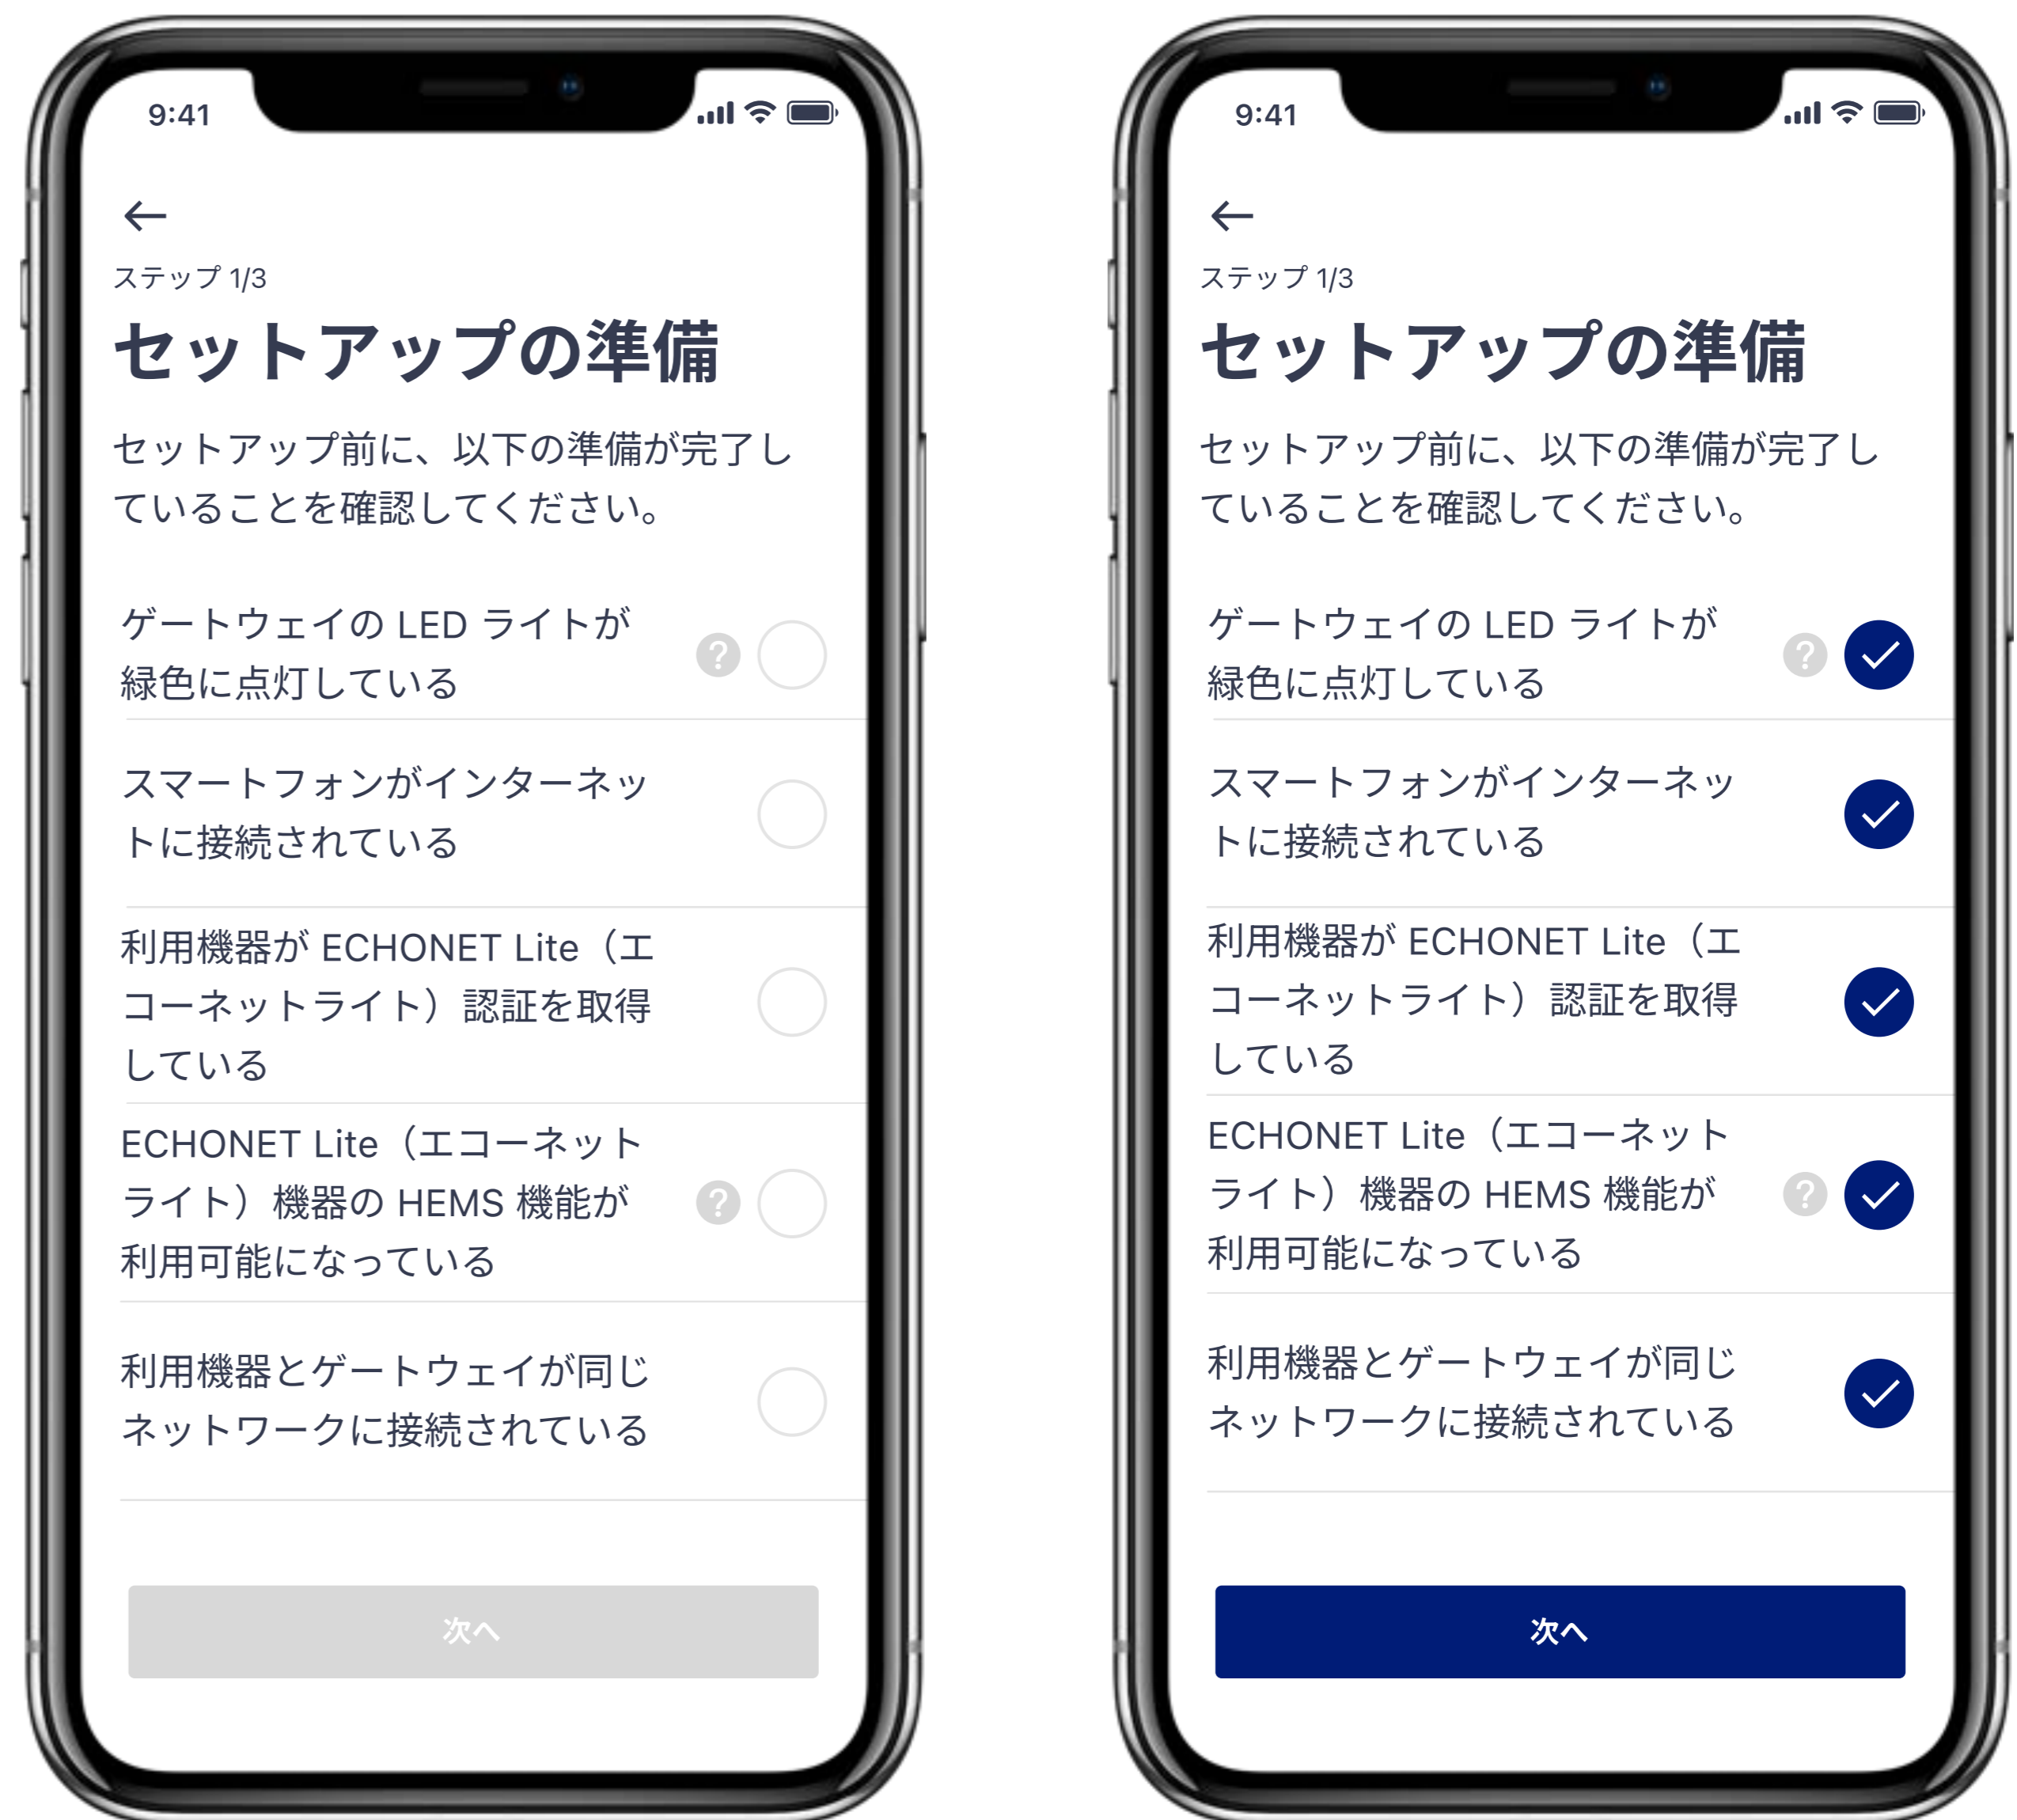 9:41
ステップ 1/3
セットアップの準備
セットアップ前に、以下の準備が完了し
ていることを確認してください。
ゲートウェイの LED ライトが
緑色に点灯している
?
スマートフォンがインターネッ
トに接続されている
利用機器が ECHONET Lite（エ
コーネットライト）認証を取得
している
ECHONET Lite（エコーネット
ライト）機器の HEMS 機能が
利用可能になっている
?
利用機器とゲートウェイが同じ
ネットワークに接続されている
次へ
9:41
ステップ 1/3
セットアップの準備
セットアップ前に、以下の準備が完了し
ていることを確認してください。
ゲートウェイの LED ライトが
緑色に点灯している
?
スマートフォンがインターネッ
トに接続されている
利用機器が ECHONET Lite（エ
コーネットライト）認証を取得
している
ECHONET Lite（エコーネット
ライト）機器の HEMS 機能が
利用可能になっている
?
利用機器とゲートウェイが同じ
ネットワークに接続されている
次へ